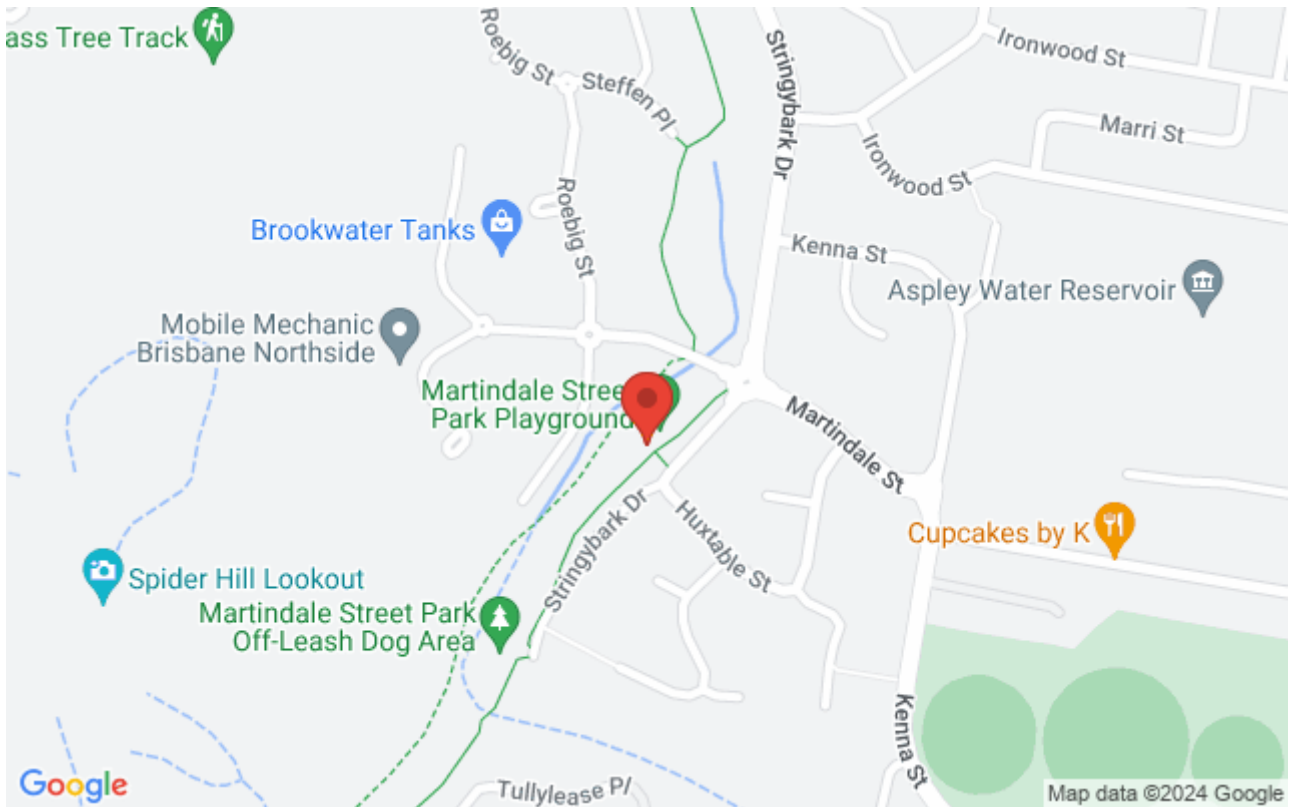 ass Tree Track
Roebig St
Steffen Pl
Stringybark Dr
Ironwood St
Marri St
Ironwood St
Roebig St
Brookwater Tanks
Kenna St
Aspley Water Reservoir
Mobile Mechanic
Brisbane Northside
Martindale Stree
Park Playground
Martindale St
Stringybark Dr
Huxtable St
Cupcakes by K
Spider Hill Lookout
Martindale Street Park
Off-Leash Dog Area
Kenna St
Tullylease Pl
Google
Map data ©2024 Google